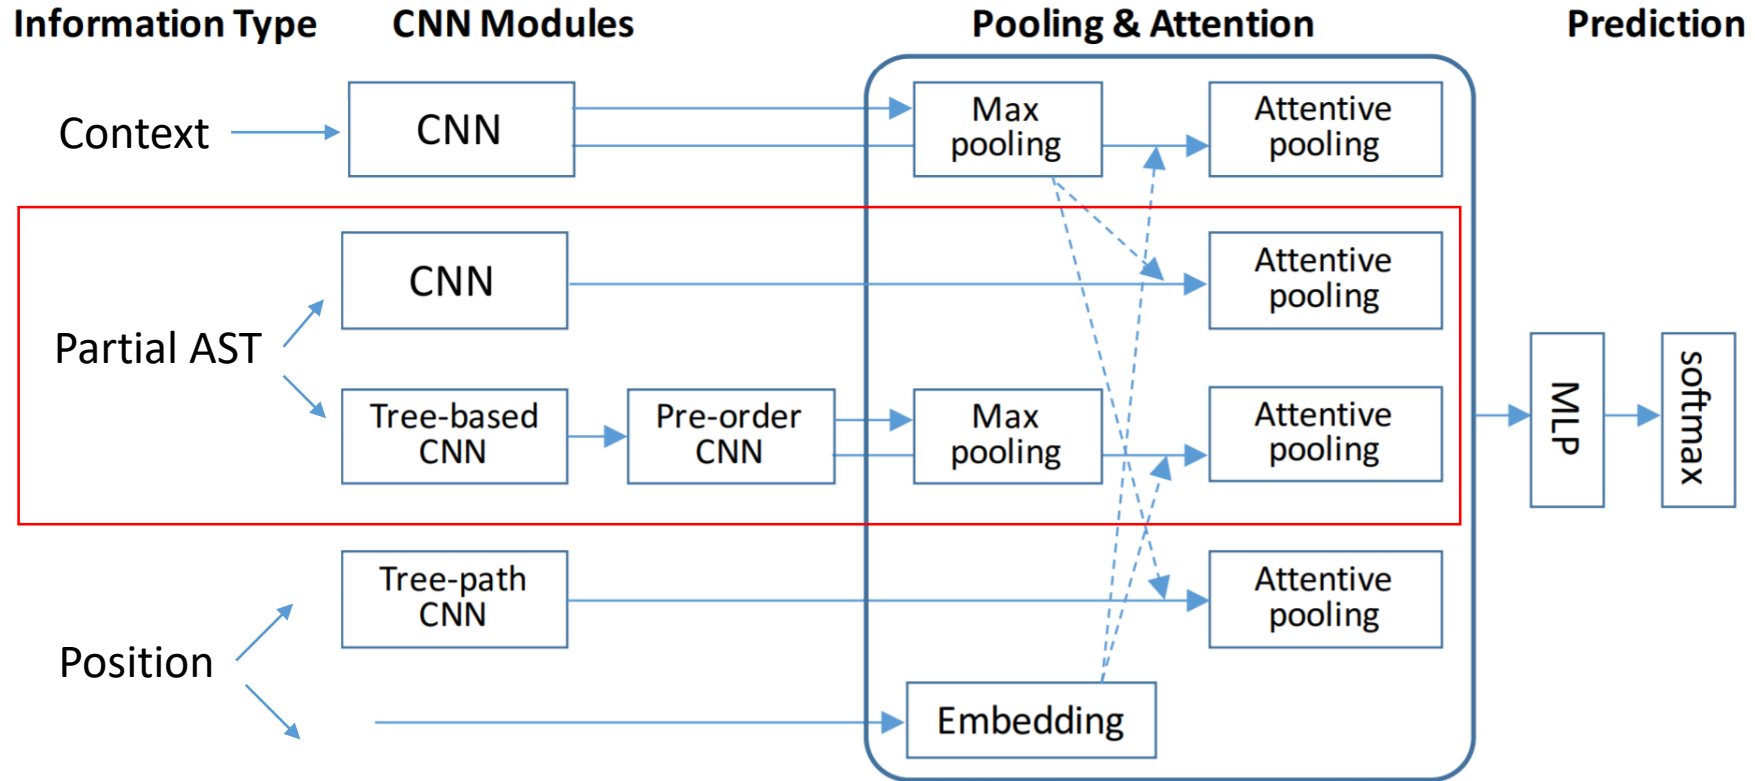 Information Type
CNN Modules
Pooling & Attention
Prediction
Context
CNN
Max
pooling
Attentive
pooling
Partial AST
CNN
Attentive
pooling
Tree-based
CNN
Pre-order
CNN
Max
pooling
Attentive
pooling
MLP
softmax
Position
Tree-path
CNN
Attentive
pooling
Embedding